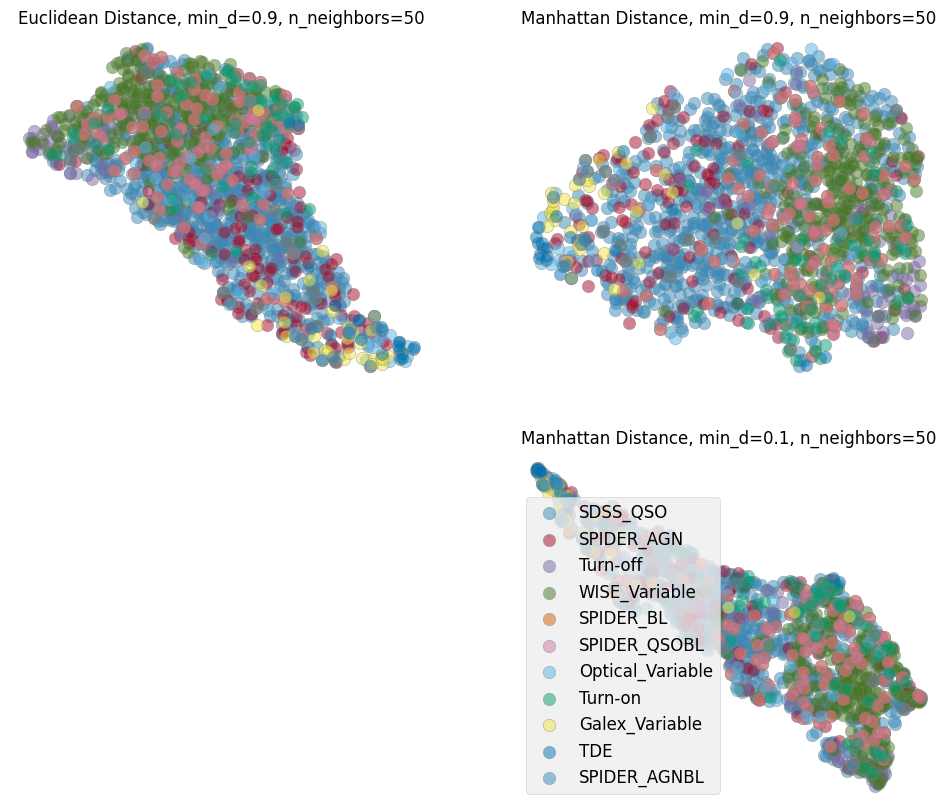 Euclidean Distance, min_d=0.9, n_neighbors=50
Manhattan Distance, min_d=0.9, n_neighbors=50
Manhattan Distance, min_d=0.1, n_neighbors=50
SDSS_QSO
SPIDER_AGN
Turn-off
WISE_Variable
SPIDER_BL
SPIDER_QSOBL
Optical_Variable
Turn-on
Galex_Variable
TDE
SPIDER_AGNBL